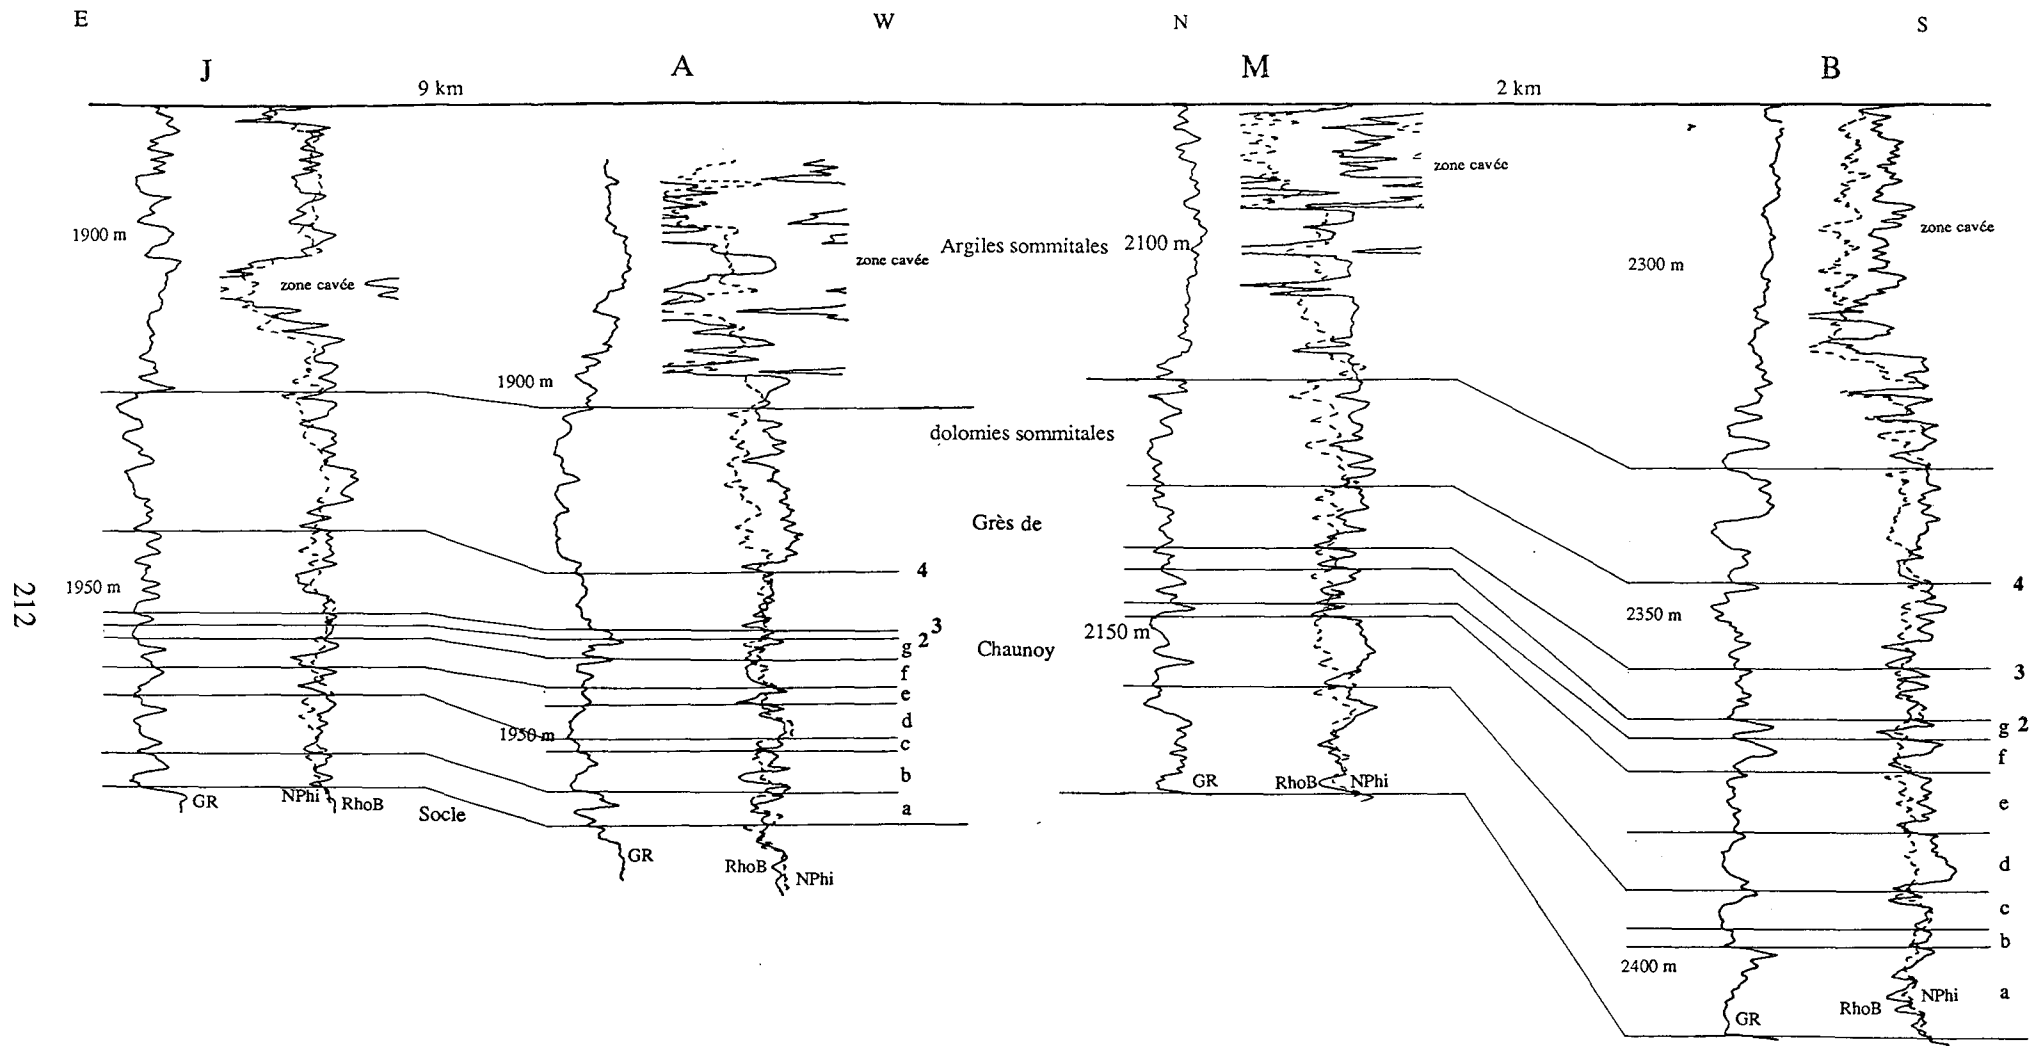 E W N S
J A M B
9 km 2 km
zone cavée
zone cavée
1900 m
Argiles sommitales
2100 m
zone cavée
2300 m
zone cavée
1900 m
dolomies sommitales
Grès de
4
4
1950 m
2350 m
3
2150 m
Chaunoy
3
2
g
f
e
g 2
d
f
1950 m
c
b
e
NPhi
GR
RhoB
Socle
a
GR
RhoB
NPhi
GR
RhoB
NPhi
d
c
b
2400 m
a
RhoB
NPhi
GR
212